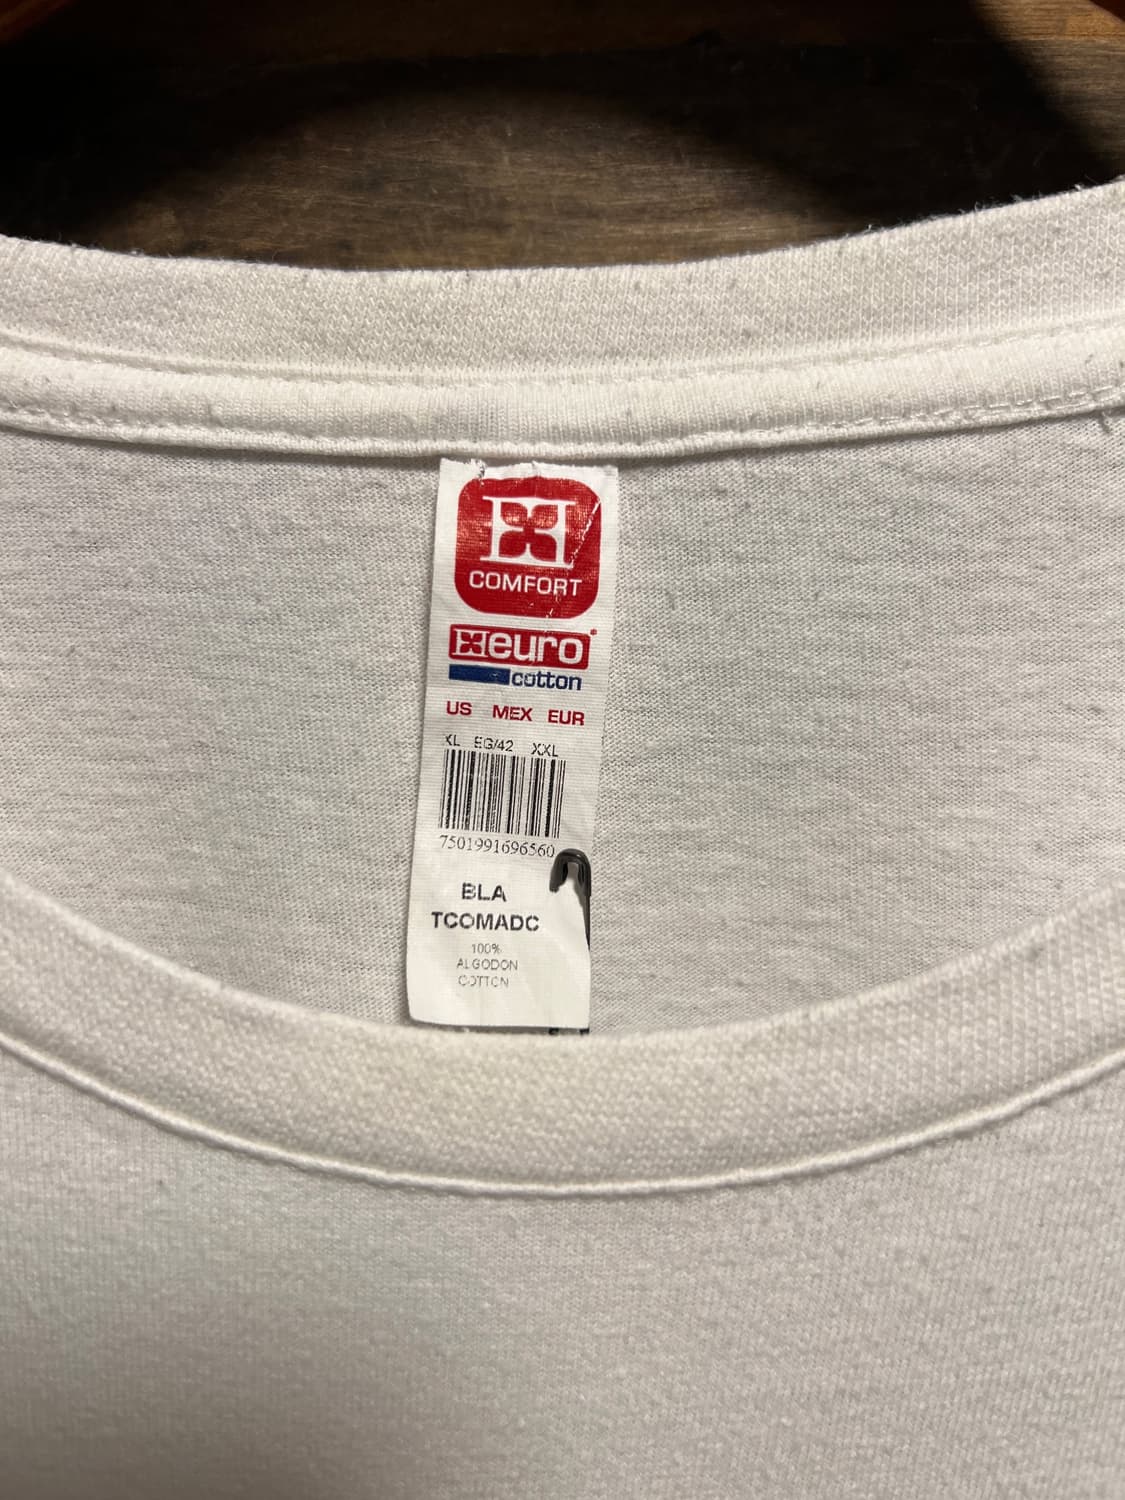 COMFORT
euro
cotton
US MEX EUR
XL EG/42 XXL
7501991696560
BLA
TCOMADC
100%
ALGODON
COTTON